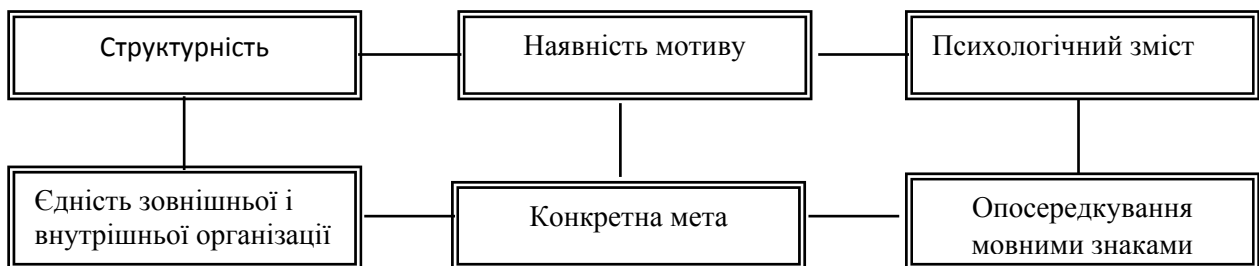 Структурність
Наявність мотиву
Психологічний зміст
Єдність зовнішньої і
внутрішньої організації
Конкретна мета
Опосередкування
мовними знаками